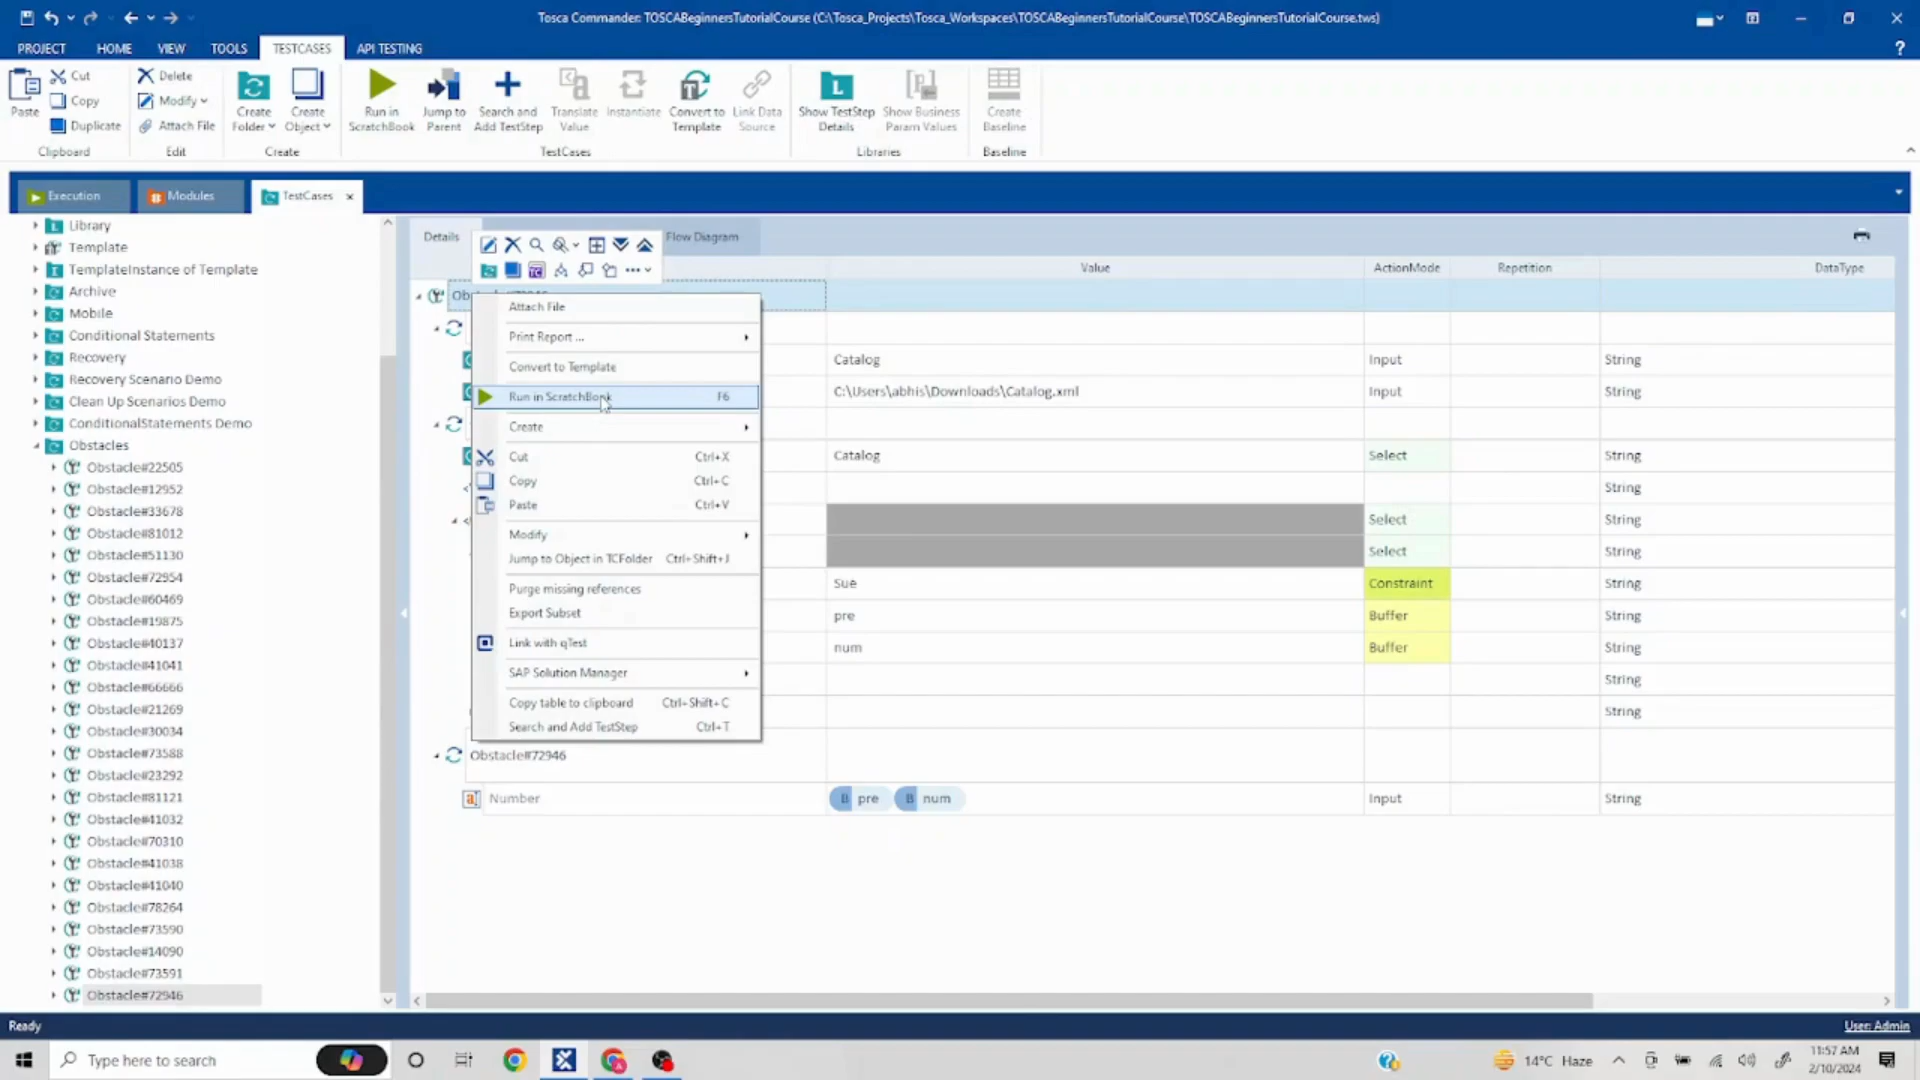 Tosca Commander: TOSCABeginnersTutorialCourse (C:\Tosca_Projects\Tosca_Workspaces\TOSCABeginnersTutorialCourse\TOSCABeginnersTutorialCourse.tws)
PROJECT HOME VIEW TOOLS TESTCASES API TESTING ?
Paste
Cut
Copy
Duplicate
Clipboard
Delete
Modify
Attach File
Edit
Create Folder
Create Object
Create
Run in ScratchBook
Jump to Parent
Search and Add TestStep
Translate Value
Instantiate
Convert to Template
Link Data Source
TestCases
Show TestStep Details
Show Business Param Values
Libraries
Create Baseline
Baseline
Execution Modules TestCases
Library
Template
TemplateInstance of Template
Archive
Mobile
Conditional Statements
Recovery
Recovery Scenario Demo
Clean Up Scenarios Demo
ConditionalStatements Demo
Obstacles
Obstacle#22505
Obstacle#12952
Obstacle#33678
Obstacle#81012
Obstacle#51130
Obstacle#72954
Obstacle#60469
Obstacle#19875
Obstacle#40137
Obstacle#41041
Obstacle#66666
Obstacle#21269
Obstacle#30034
Obstacle#73588
Obstacle#23292
Obstacle#81121
Obstacle#41032
Obstacle#70310
Obstacle#41038
Obstacle#41040
Obstacle#78264
Obstacle#73590
Obstacle#14090
Obstacle#73591
Obstacle#72946
Details Flow Diagram
Value ActionMode Repetition DataType
Attach File
Print Report ...
Convert to Template
Run in ScratchBook F6
Create
Cut Ctrl+X
Copy Ctrl+C
Paste Ctrl+V
Modify
Jump to Object in TCFolder Ctrl+Shift+J
Purge missing references
Export Subset
Link with qTest
SAP Solution Manager
Copy table to clipboard Ctrl+Shift+C
Search and Add TestStep Ctrl+T
Catalog Input String
C:\Users\abhis\Downloads\Catalog.xml Input String
Catalog Select String
String
Select String
Select String
Sue Constraint String
pre Buffer String
num Buffer String
String
String
Obstacle#72946
Number B pre B num Input String
Ready User: Admin
Type here to search
14°C Haze
11:57 AM
2/10/2024